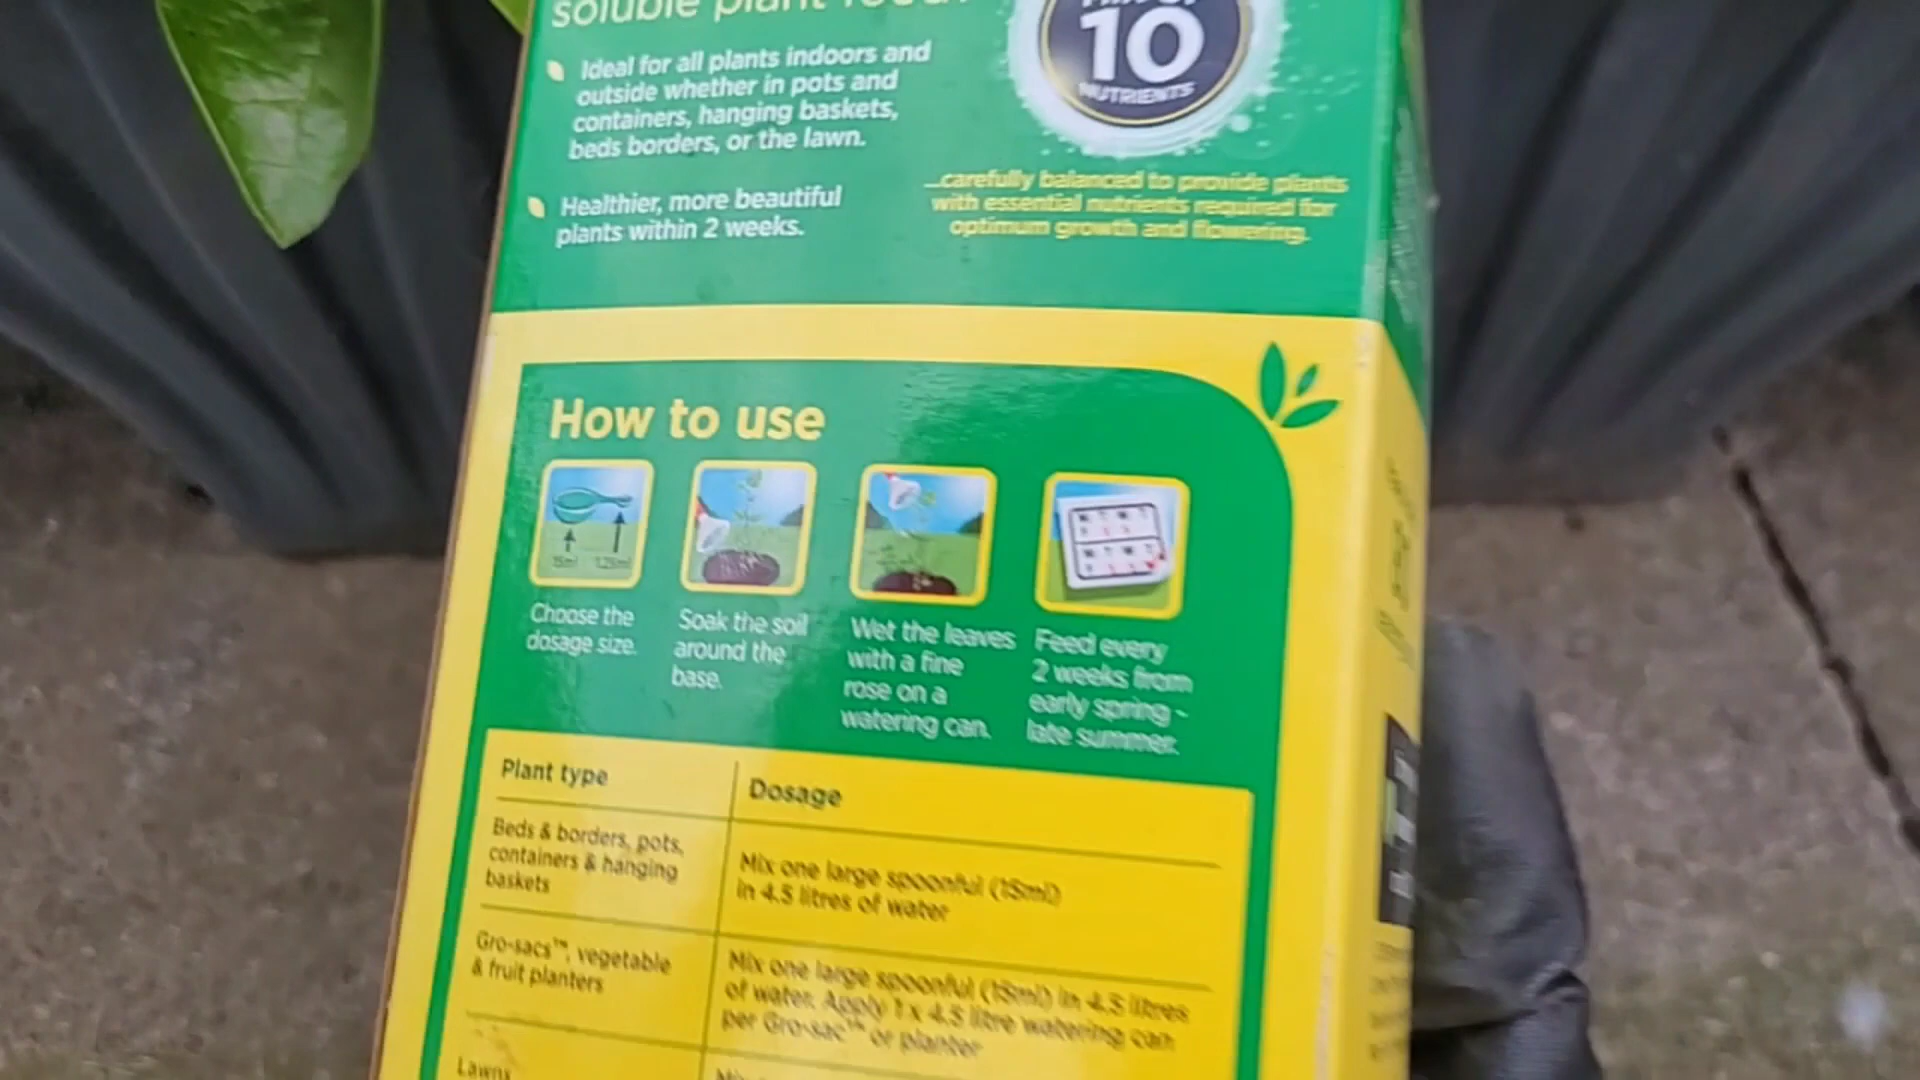 soluble plant feed.
Ideal for all plants indoors and
outside whether in pots and
containers, hanging baskets,
beds borders, or the lawn.
Healthier, more beautiful
plants within 2 weeks.
10
NUTRIENTS
...carefully balanced to provide plants
with essential nutrients required for
optimum growth and flowering.
How to use
15ml 1.25ml
Choose the
dosage size.
Soak the soil
around the
base.
Wet the leaves
with a fine
rose on a
watering can.
Feed every
2 weeks from
early spring -
late summer.
Plant type
Dosage
Beds & borders, pots,
containers & hanging
baskets
Mix one large spoonful (15ml)
in 4.5 litres of water
Gro-sacs™, vegetable
& fruit planters
Mix one large spoonful (15ml) in 4.5 litres
of water. Apply 1 x 4.5 litre watering can
per Gro-sac™ or planter
Lawns